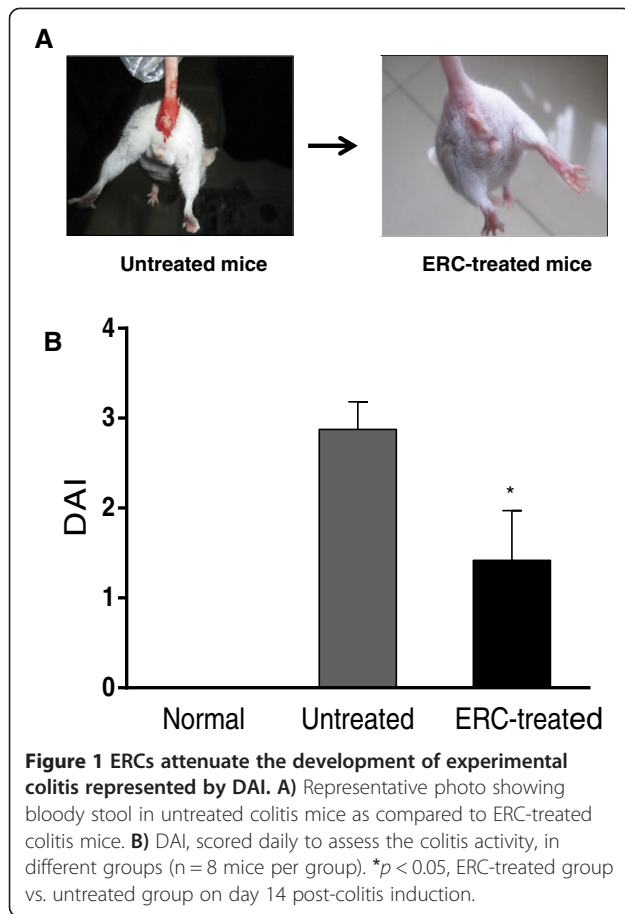 A
Untreated mice
ERC-treated mice
B
4
3
2
1
0
DAI
*
Normal
Untreated
ERC-treated
Figure 1 ERCs attenuate the development of experimental
colitis represented by DAI. A) Representative photo showing
bloody stool in untreated colitis mice as compared to ERC-treated
colitis mice. B) DAI, scored daily to assess the colitis activity, in
different groups (n = 8 mice per group). *p < 0.05, ERC-treated group
vs. untreated group on day 14 post-colitis induction.